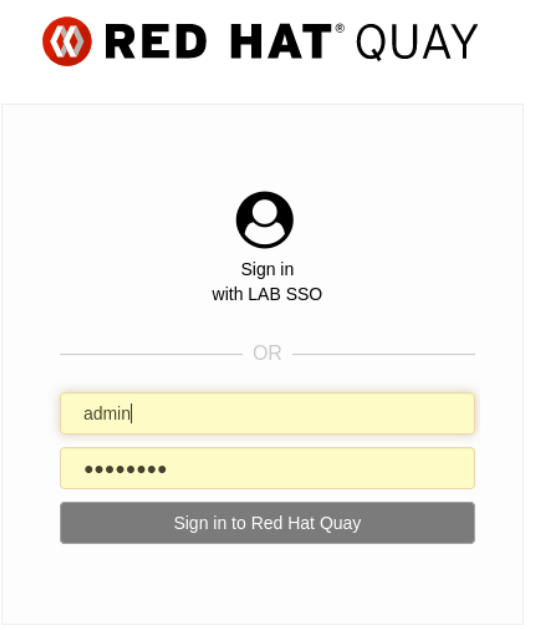 RED HAT® QUAY
Sign in
with LAB SSO
OR
admin
●●●●●●●●●
Sign in to Red Hat Quay